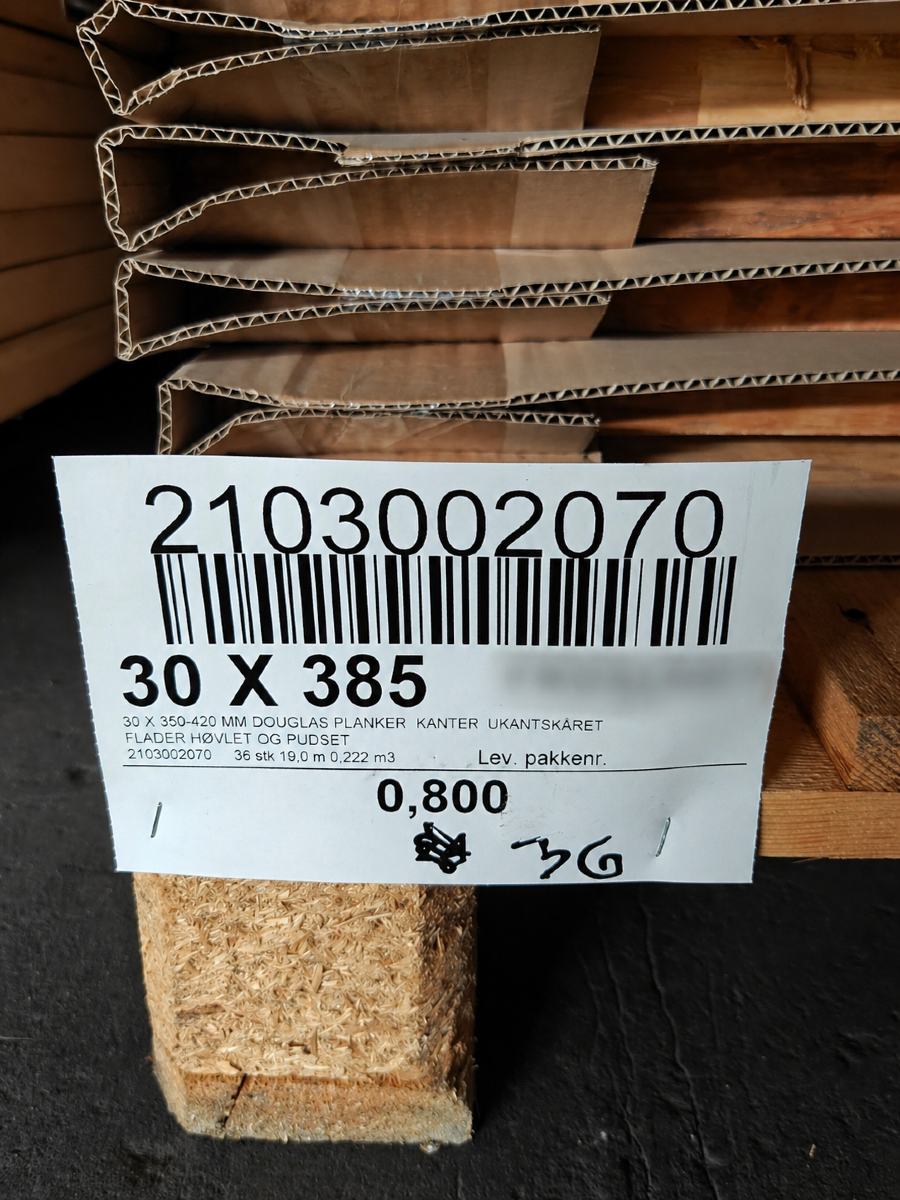 2103002070
30 X 385
30 X 350-420 MM DOUGLAS PLANKER KANTER UKANTSKÅRET
FLADER HØVLET OG PUDSET
2103002070 36 stk 19,0 m 0,222 m3 Lev. pakkenr.
0,800
36